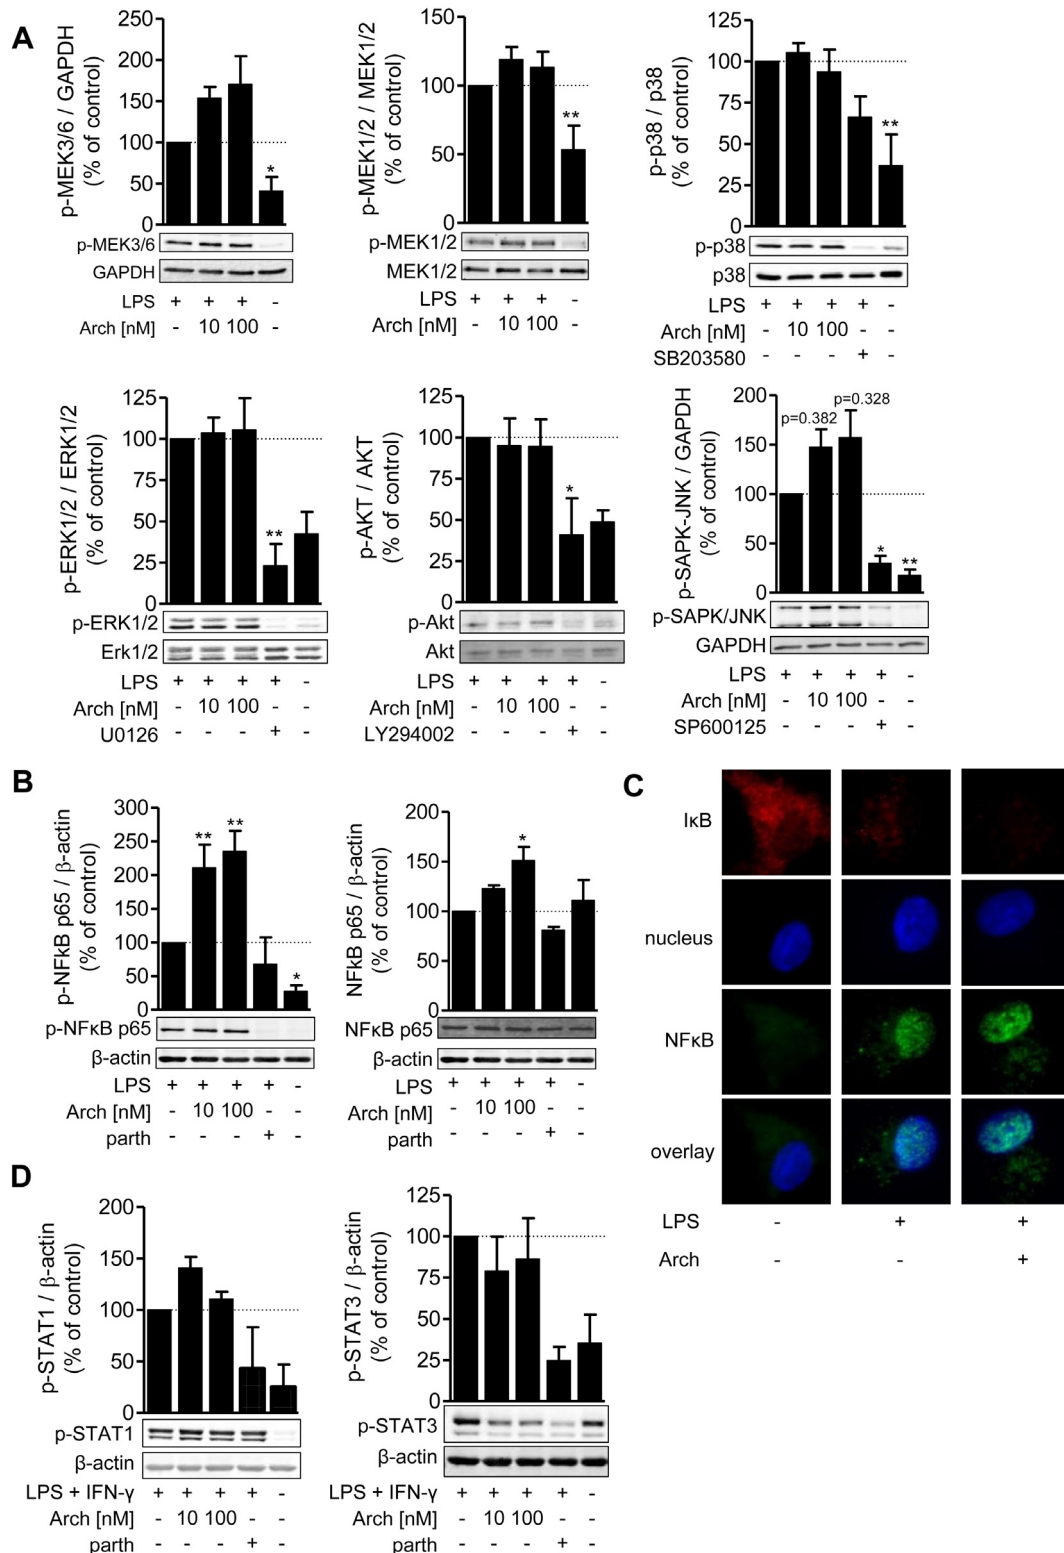 A
p-MEK3/6 / GAPDH
(% of control)
250
200
150
100
50
0
*
p-MEK3/6
GAPDH
LPS + + + -
Arch [nM] - 10 100 -
p-MEK1/2 / MEK1/2
(% of control)
150
100
50
0
**
p-MEK1/2
MEK1/2
LPS + + + -
Arch [nM] - 10 100 -
p-p38 / p38
(% of control)
125
100
75
50
25
0
**
p-p38
p38
LPS + + + + -
Arch [nM] - 10 100 - -
SB203580 - - - + -
p-ERK1/2 / ERK1/2
(% of control)
125
100
75
50
25
0
**
p-ERK1/2
Erk1/2
LPS + + + + -
Arch [nM] - 10 100 - -
U0126 - - - + -
p-AKT / AKT
(% of control)
125
100
75
50
25
0
*
p-Akt
Akt
LPS + + + + -
Arch [nM] - 10 100 - -
LY294002 - - - + -
p-SAPK-JNK / GAPDH
(% of control)
200
150
100
50
0
p=0.382
p=0.328
*
**
p-SAPK/JNK
GAPDH
LPS + + + + -
Arch [nM] - 10 100 - -
SP600125 - - - + -
B
p-NFkB p65 / β-actin
(% of control)
300
250
200
150
100
50
0
**
**
*
p-NFκB p65
β-actin
LPS + + + + -
Arch [nM] - 10 100 - -
parth - - - + -
NFkB p65 / β-actin
(% of control)
200
150
100
50
0
*
NFκB p65
β-actin
LPS + + + + -
Arch [nM] - 10 100 - -
parth - - - + -
C
IκB
nucleus
NFκB
overlay
LPS - + +
Arch - - +
D
p-STAT1 / β-actin
(% of control)
200
150
100
50
0
p-STAT1
β-actin
LPS + IFN-γ + + + + -
Arch [nM] - 10 100 - -
parth - - - + -
p-STAT3 / β-actin
(% of control)
125
100
75
50
25
0
p-STAT3
β-actin
LPS + IFN-γ + + + + -
Arch [nM] - 10 100 - -
parth - - - + -